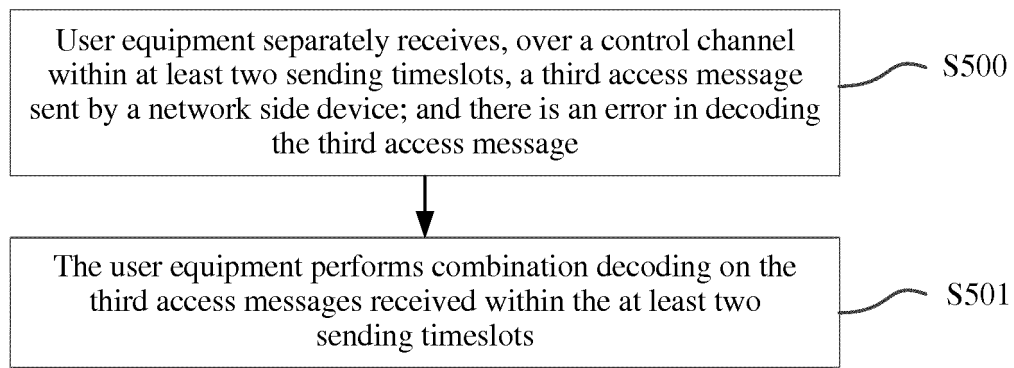 User equipment separately receives, over a control channel
within at least two sending timeslots, a third access message
sent by a network side device; and there is an error in decoding
the third access message
S500
The user equipment performs combination decoding on the
third access messages received within the at least two
sending timeslots
S501